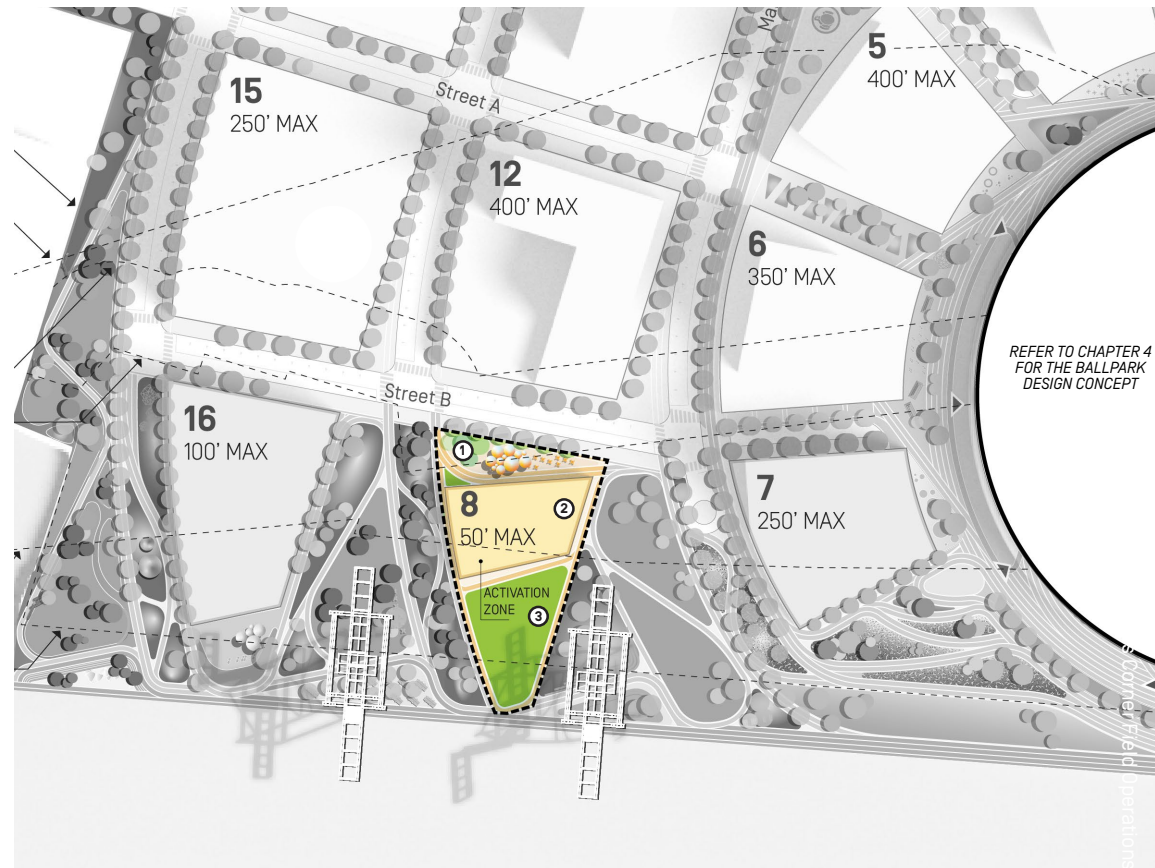 Ma
5
400' MAX
15
250' MAX
Street A
12
400' MAX
6
350' MAX
REFER TO CHAPTER 4
FOR THE BALLPARK
DESIGN CONCEPT
Street B
16
100' MAX
1
8
50' MAX
2
7
250' MAX
ACTIVATION
ZONE
3
s Corner Field Operations